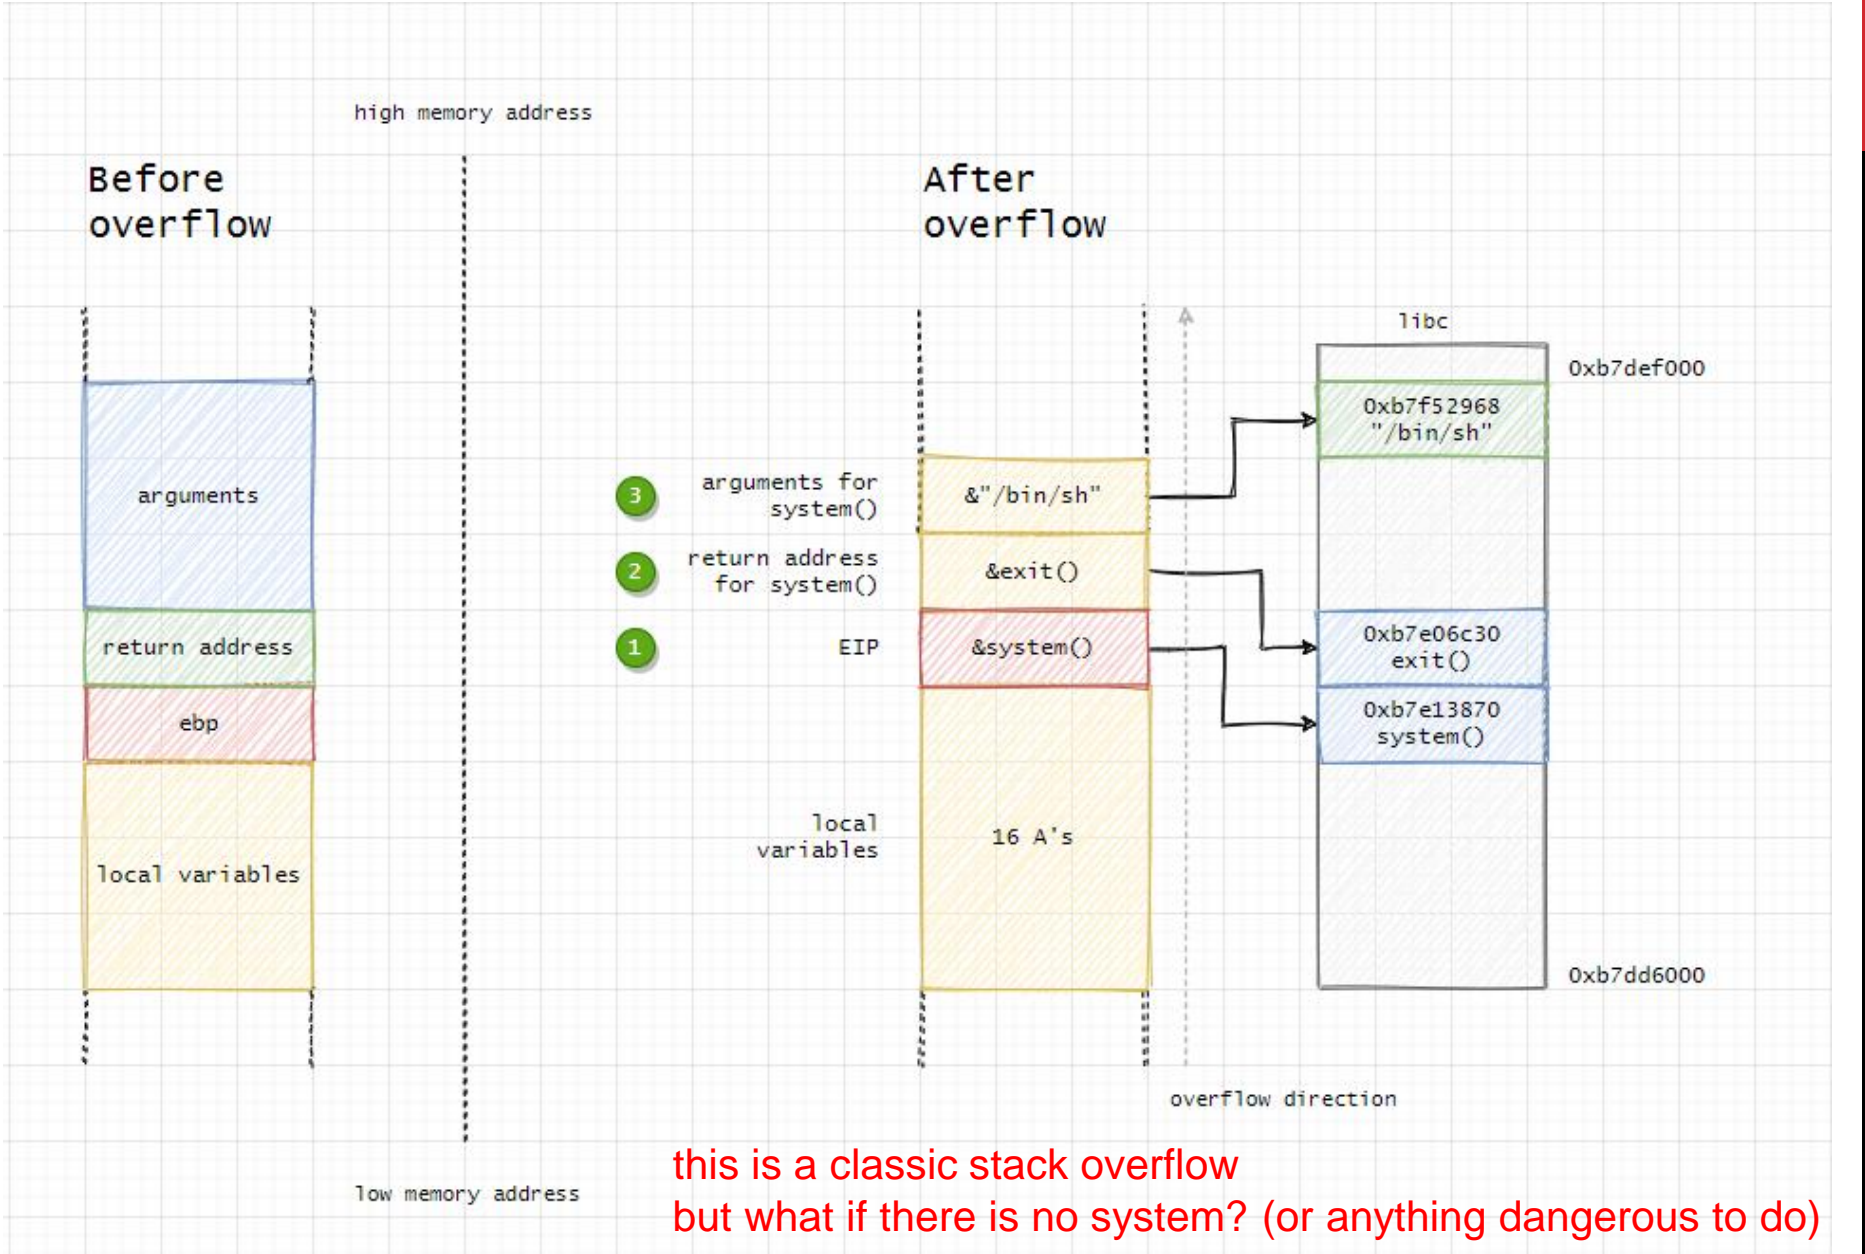 high memory address
Before
overflow
After
overflow
libc
0xb7def000
0xb7f52968
"/bin/sh"
arguments
3
arguments for
system()
&"/bin/sh"
2
return address
for system()
&exit()
return address
1
EIP
&system()
0xb7e06c30
exit()
ebp
0xb7e13870
system()
local
variables
16 A's
local variables
0xb7dd6000
overflow direction
low memory address
this is a classic stack overflow
but what if there is no system? (or anything dangerous to do)